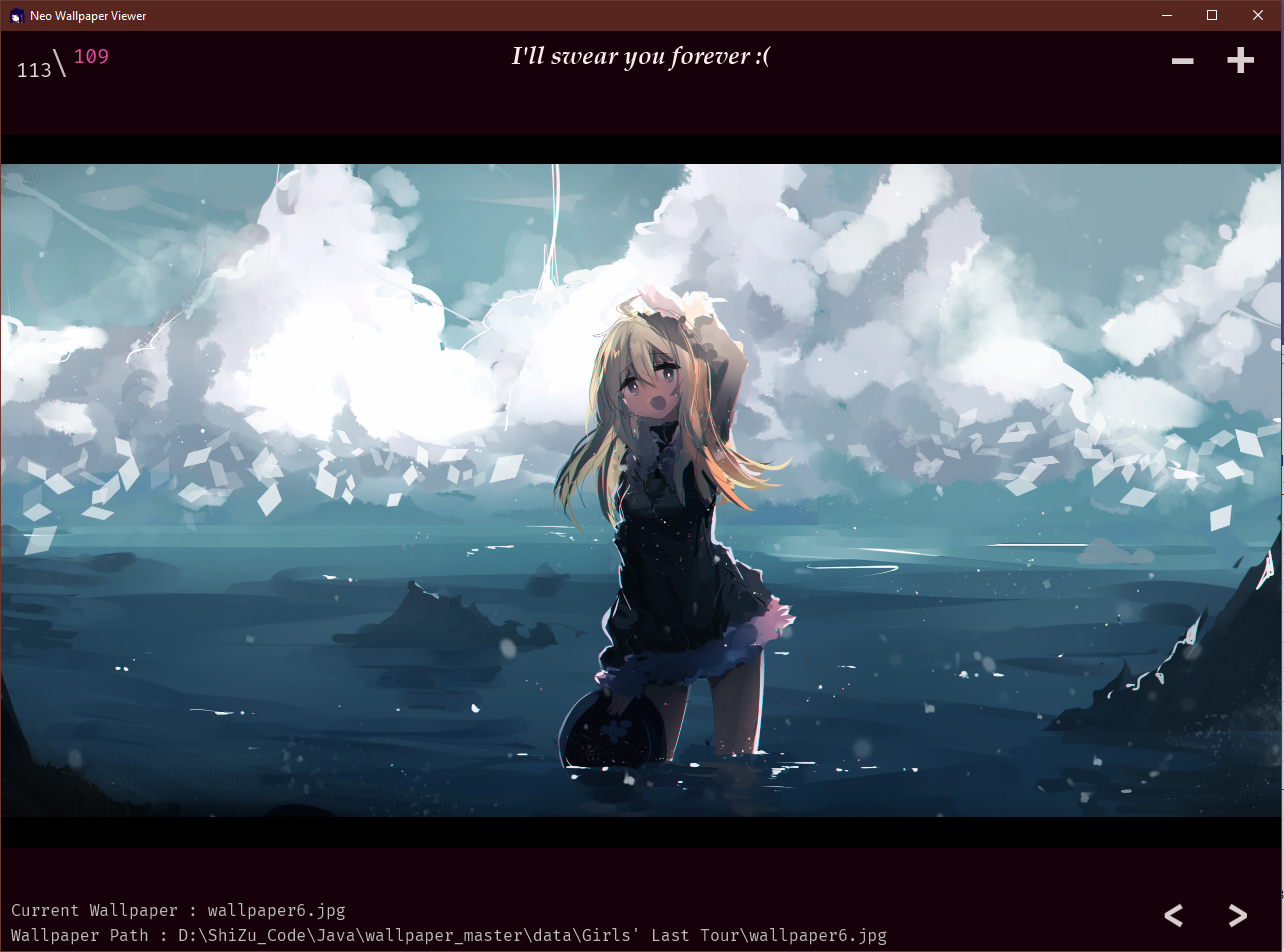 Neo Wallpaper Viewer
113\109
I'll swear you forever :(
Current Wallpaper : wallpaper6.jpg
Wallpaper Path : D:\ShiZu_Code\Java\wallpaper_master\data\Girls' Last Tour\wallpaper6.jpg